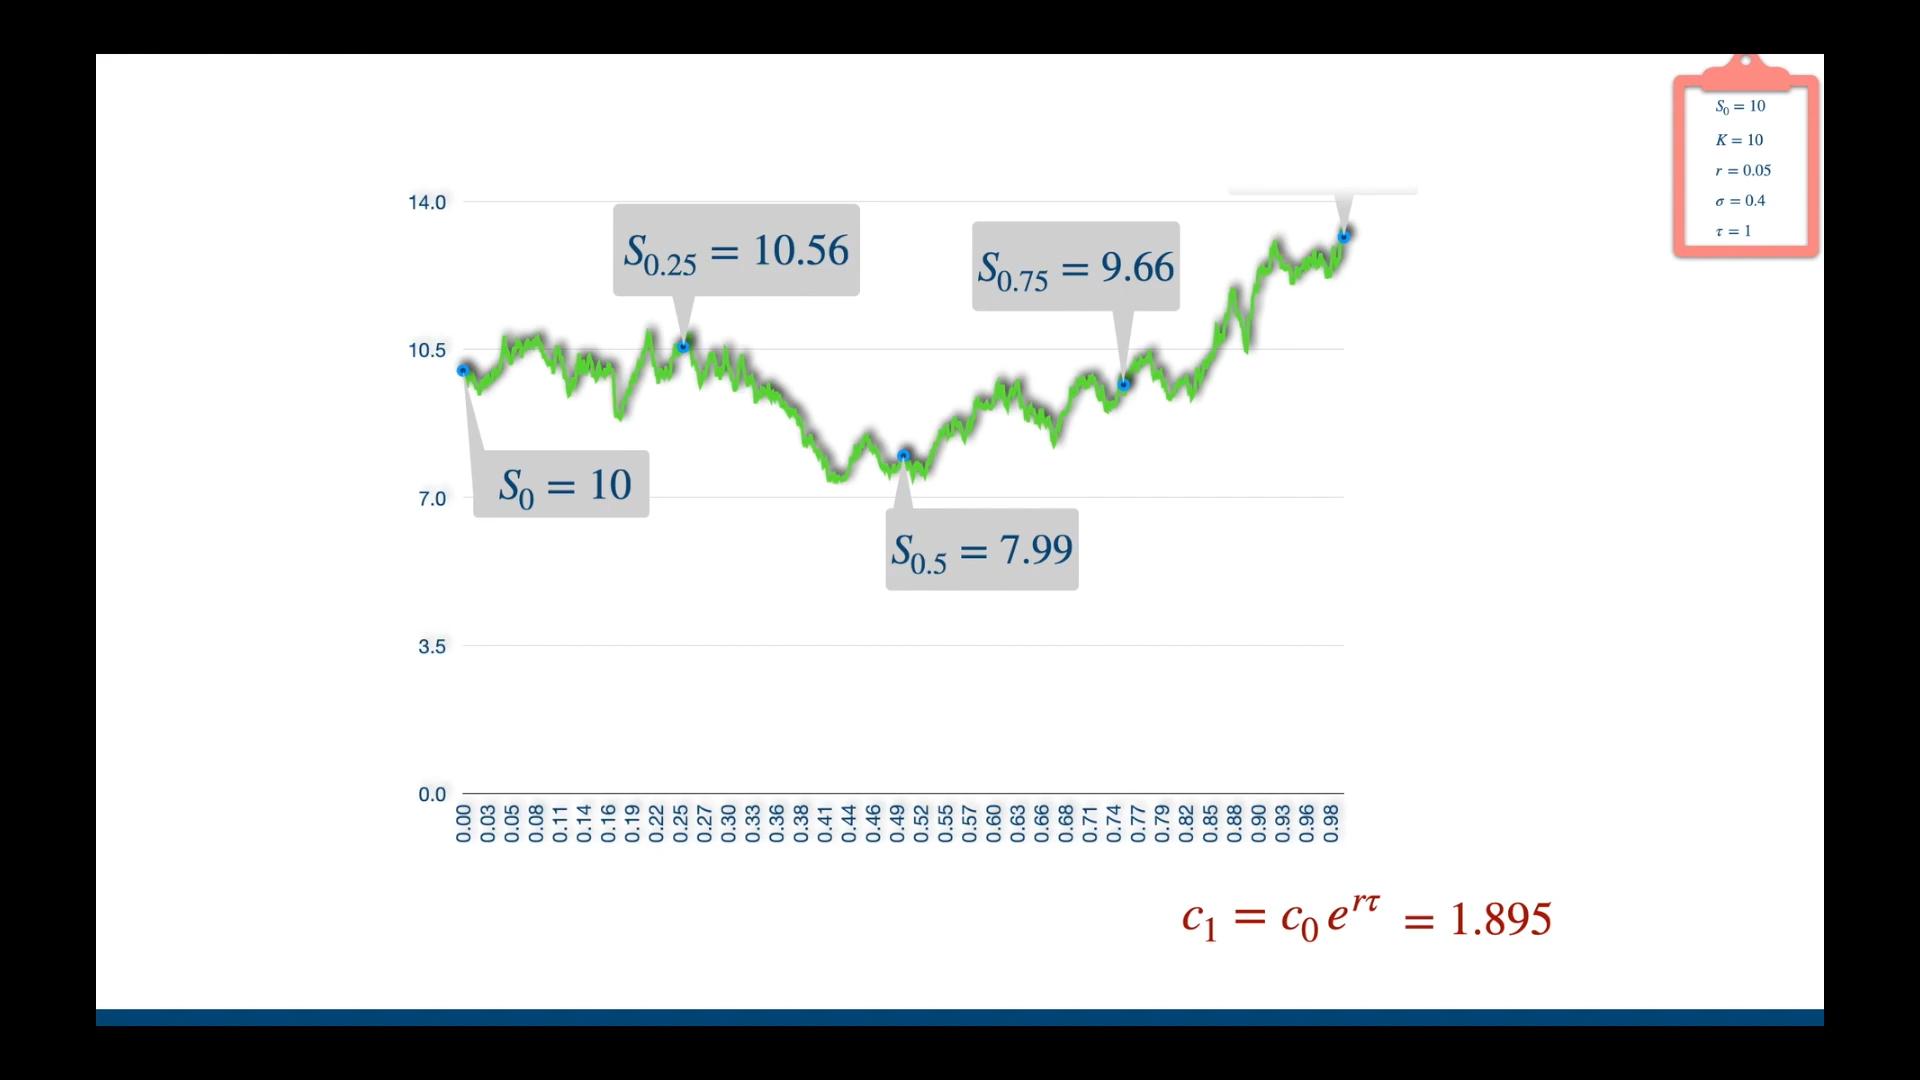 S₀ = 10
K = 10
r = 0.05
σ = 0.4
τ = 1
14.0
10.5
7.0
3.5
0.0
S₀.₂₅ = 10.56
S₀.₇₅ = 9.66
S₀ = 10
S₀.₅ = 7.99
0.00 0.03 0.05 0.08 0.11 0.14 0.16 0.19 0.22 0.25 0.27 0.30 0.33 0.36 0.38 0.41 0.44 0.46 0.49 0.52 0.55 0.57 0.60 0.63 0.66 0.68 0.71 0.74 0.77 0.79 0.82 0.85 0.88 0.90 0.93 0.96 0.98
c₁ = c₀ e^{rτ} = 1.895